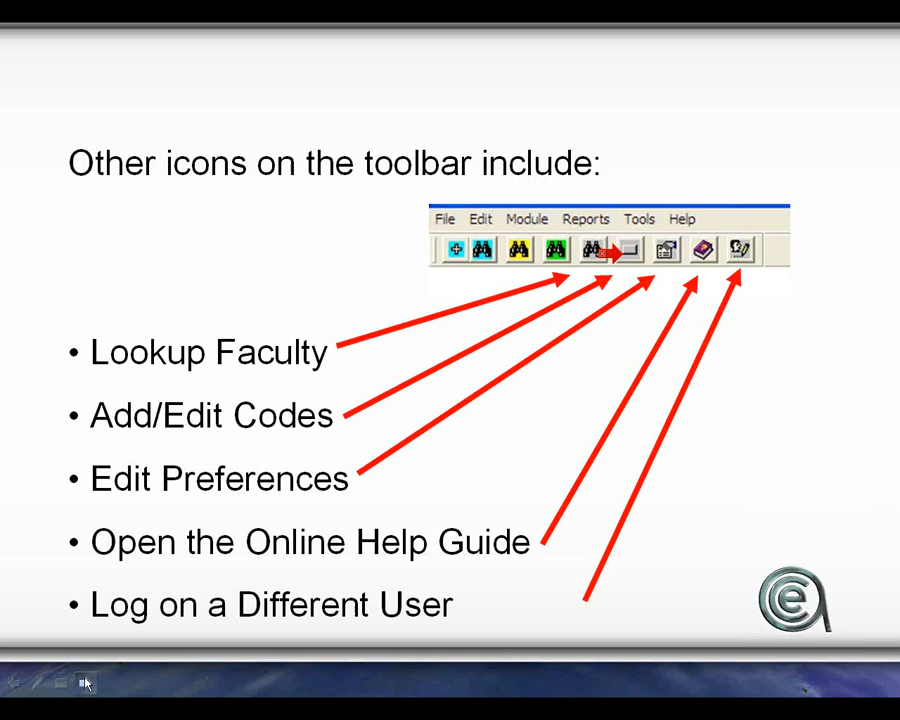 Other icons on the toolbar include:
File Edit Module Reports Tools Help
• Lookup Faculty
• Add/Edit Codes
• Edit Preferences
• Open the Online Help Guide
• Log on a Different User